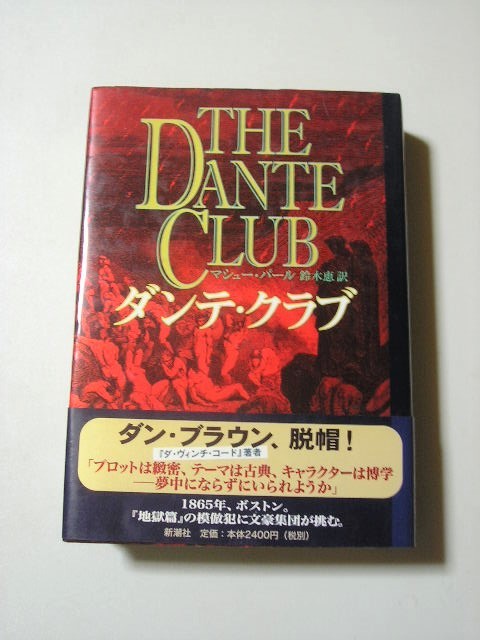 THE
DANTE
CLUB
マシュー・パール 鈴木恵 訳
ダンテ・クラブ
ダン・ブラウン、脱帽!
『ダ・ヴィンチ・コード』著者
「プロットは緻密、テーマは古典、キャラクターは博学
――夢中にならずにいられようか」
1865年、ボストン。
『地獄篇』の模倣犯に文豪集団が挑む。
新潮社 定価:本体2400円(税別)